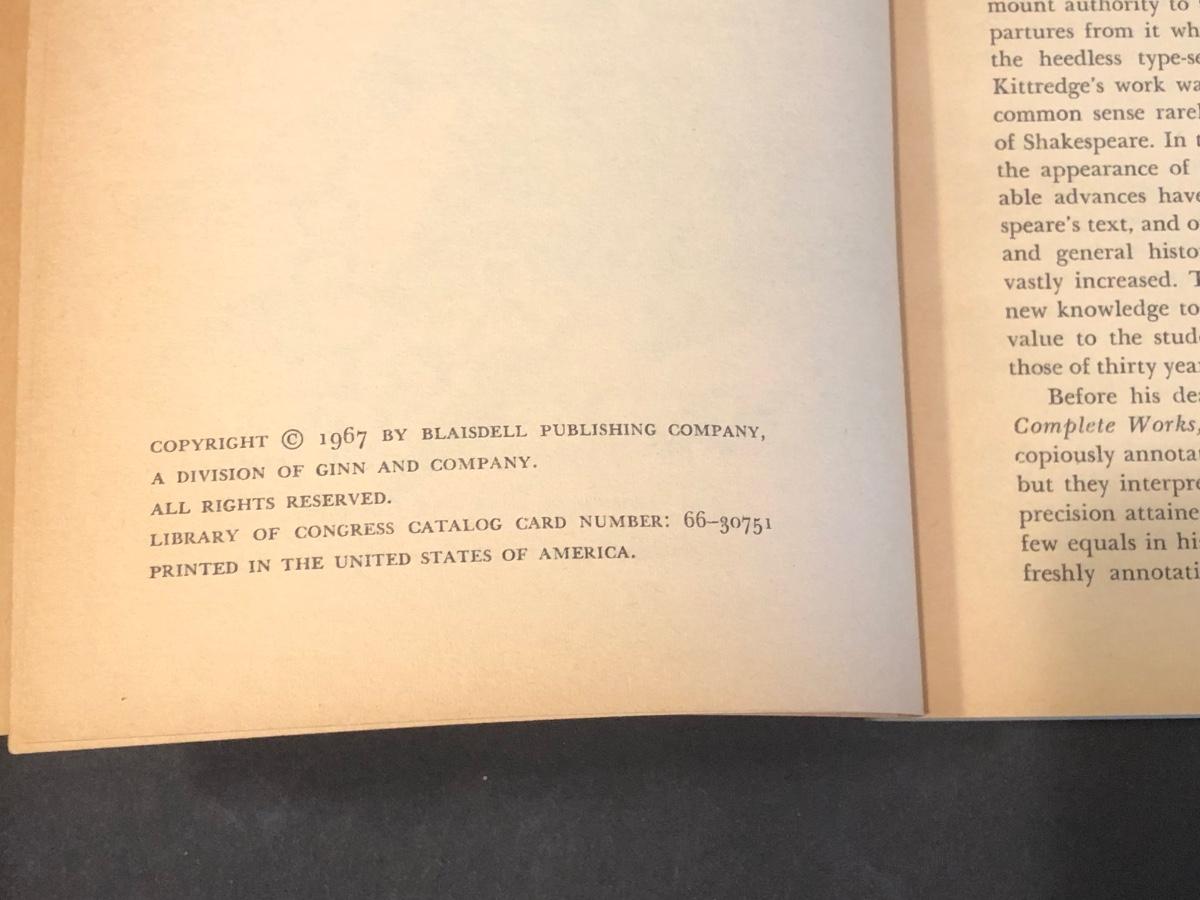 COPYRIGHT © 1967 BY BLAISDELL PUBLISHING COMPANY,
A DIVISION OF GINN AND COMPANY.
ALL RIGHTS RESERVED.
LIBRARY OF CONGRESS CATALOG CARD NUMBER: 66–30751
PRINTED IN THE UNITED STATES OF AMERICA.
mount authority to
partures from it wh
the heedless type-se
Kittredge's work wa
common sense rarel
of Shakespeare. In t
the appearance of
able advances have
speare's text, and o
and general histo
vastly increased. T
new knowledge to
value to the stude
those of thirty yea
Before his de
Complete Works,
copiously annota
but they interpre
precision attaine
few equals in hi
freshly annotati